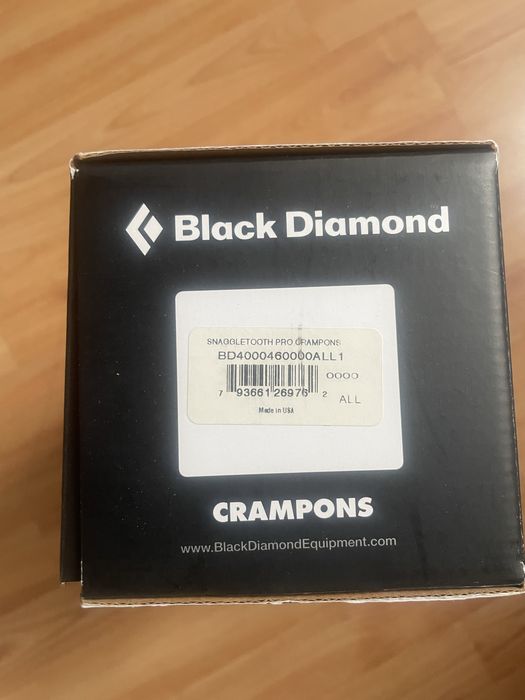 Black Diamond
SNAGGLETOOTH PRO CRAMPONS
BD4000460000ALL1
0000
7 93661 26976 2
ALL
Made in USA
CRAMPONS
www.BlackDiamondEquipment.com